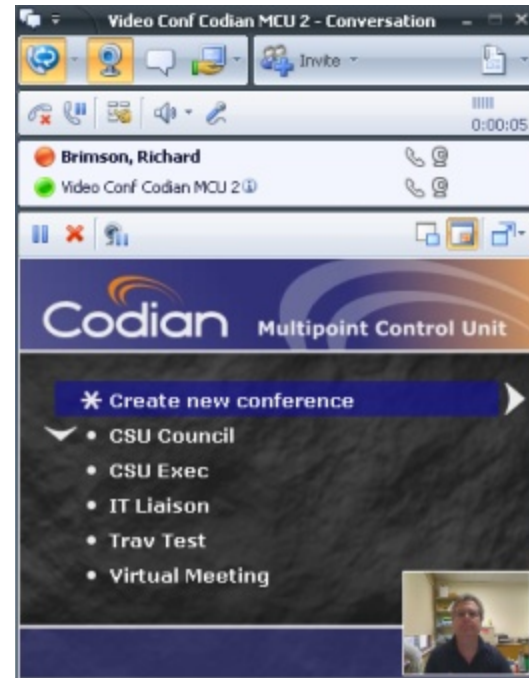 Video Conf Codian MCU 2 - Conversation
Invite
0:00:05
Brimson, Richard
Video Conf Codian MCU 2
Codian Multipoint Control Unit
Create new conference
• CSU Council
• CSU Exec
• IT Liaison
• Trav Test
• Virtual Meeting